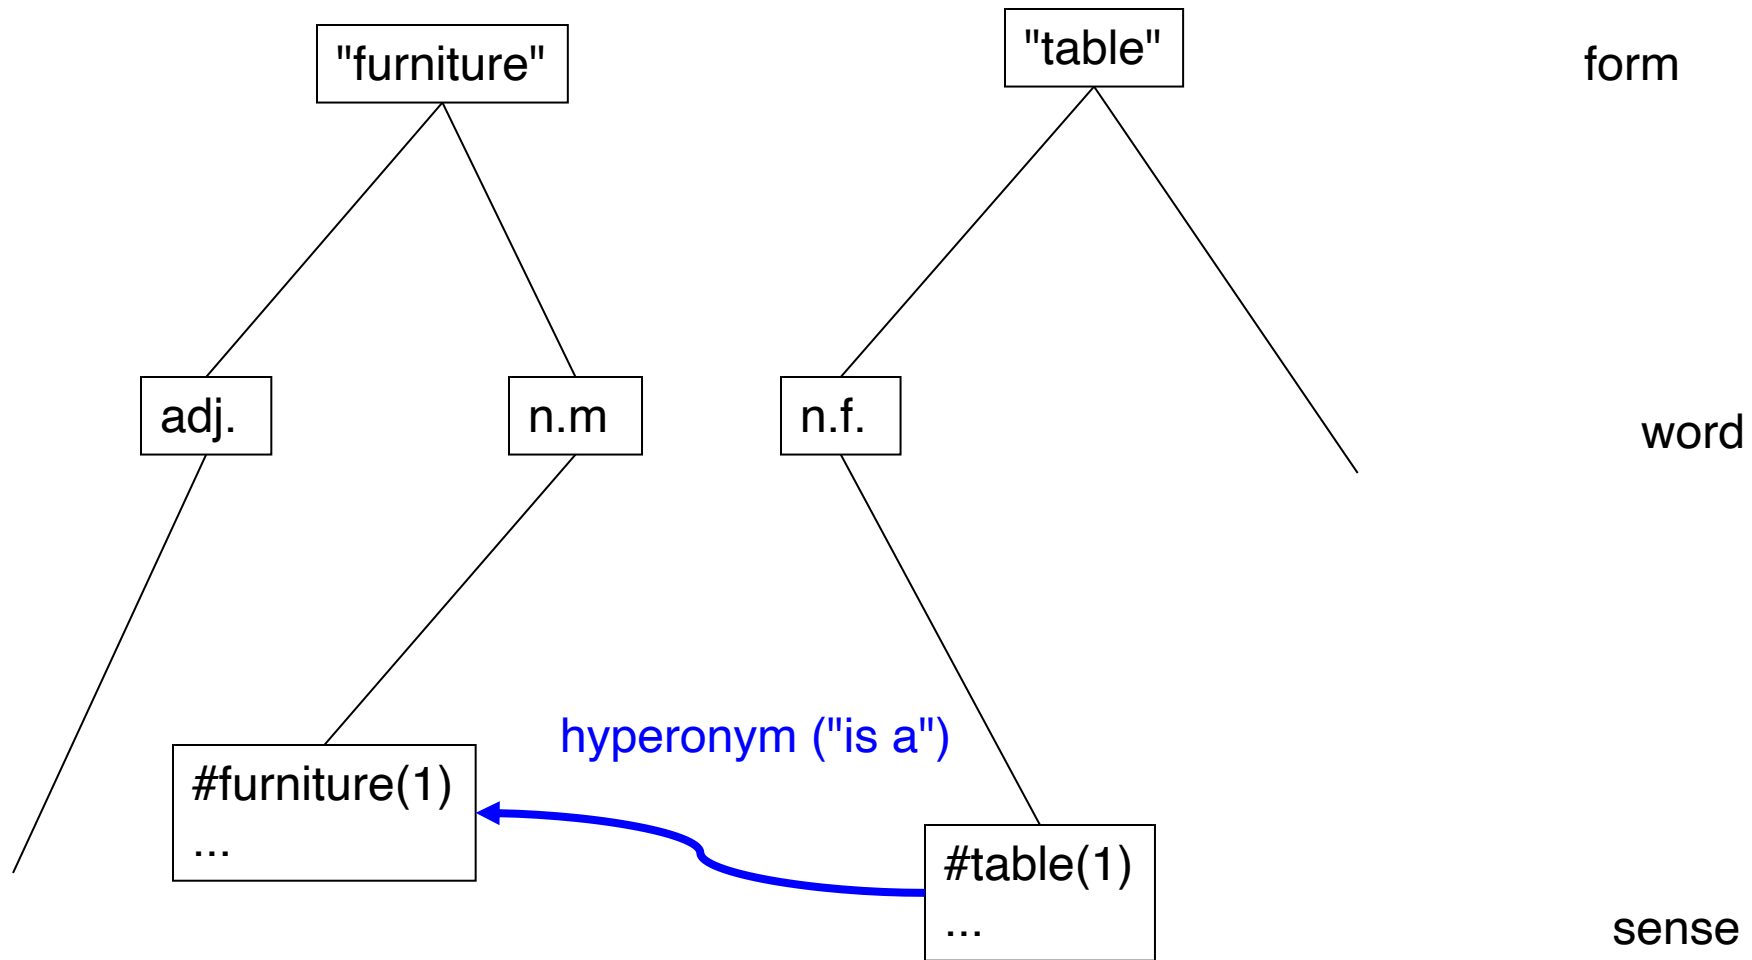 "furniture"
"table"
form
adj.
n.m
n.f.
word
hyperonym ("is a")
#furniture(1)
...
#table(1)
...
sense